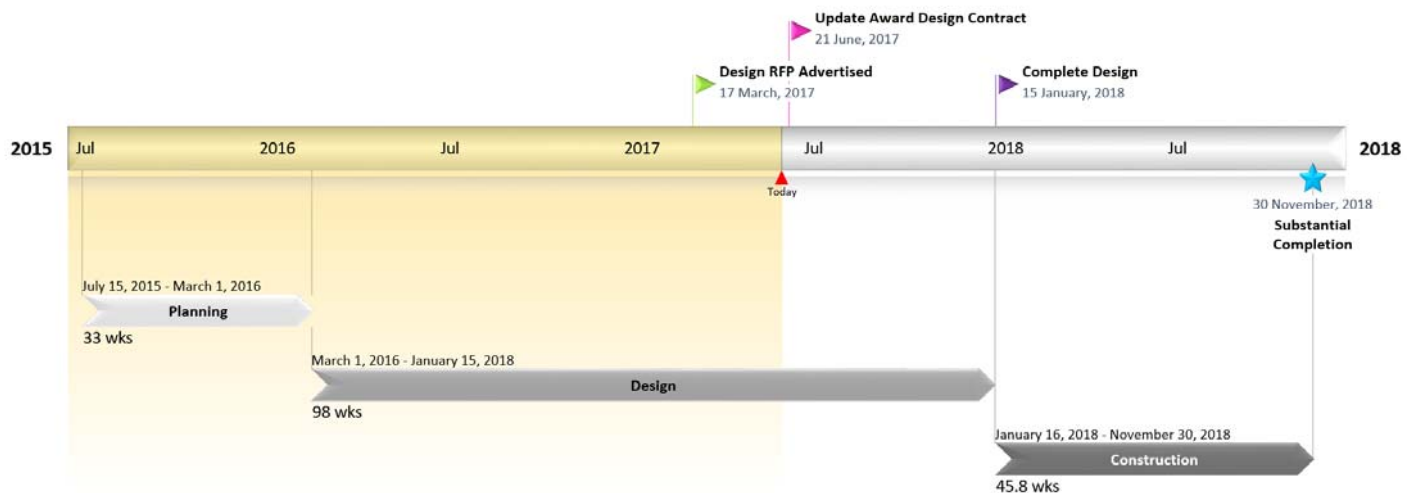 Update Award Design Contract
21 June, 2017
Design RFP Advertised
17 March, 2017
Complete Design
15 January, 2018
2015
Jul
2016
Jul
2017
Jul
2018
Jul
2018
Today
30 November, 2018
Substantial
Completion
July 15, 2015 - March 1, 2016
Planning
33 wks
March 1, 2016 - January 15, 2018
Design
98 wks
January 16, 2018 - November 30, 2018
Construction
45.8 wks